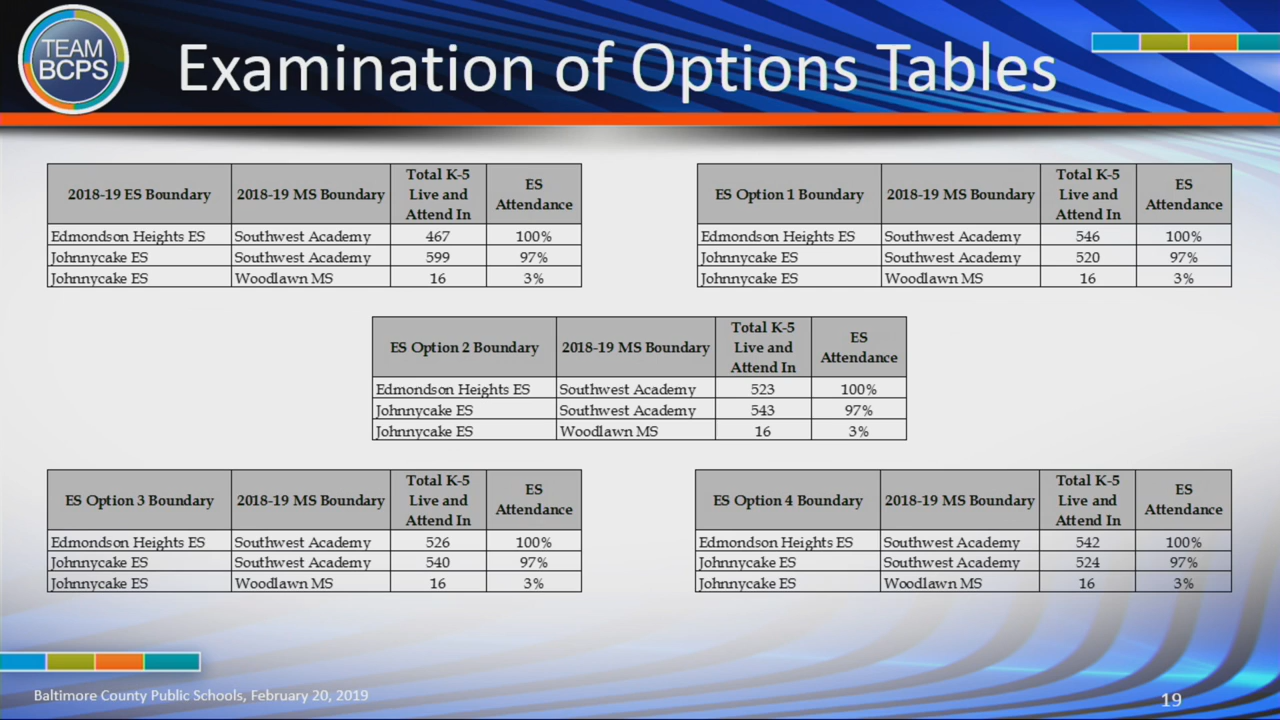 TEAM
BCPS
Examination of Options Tables
2018-19 ES Boundary 2018-19 MS Boundary Total K-5 Live and Attend In ES Attendance
Edmondson Heights ES Southwest Academy 467 100%
Johnnycake ES Southwest Academy 599 97%
Johnnycake ES Woodlawn MS 16 3%
ES Option 1 Boundary 2018-19 MS Boundary Total K-5 Live and Attend In ES Attendance
Edmondson Heights ES Southwest Academy 546 100%
Johnnycake ES Southwest Academy 520 97%
Johnnycake ES Woodlawn MS 16 3%
ES Option 2 Boundary 2018-19 MS Boundary Total K-5 Live and Attend In ES Attendance
Edmondson Heights ES Southwest Academy 523 100%
Johnnycake ES Southwest Academy 543 97%
Johnnycake ES Woodlawn MS 16 3%
ES Option 3 Boundary 2018-19 MS Boundary Total K-5 Live and Attend In ES Attendance
Edmondson Heights ES Southwest Academy 526 100%
Johnnycake ES Southwest Academy 540 97%
Johnnycake ES Woodlawn MS 16 3%
ES Option 4 Boundary 2018-19 MS Boundary Total K-5 Live and Attend In ES Attendance
Edmondson Heights ES Southwest Academy 542 100%
Johnnycake ES Southwest Academy 524 97%
Johnnycake ES Woodlawn MS 16 3%
Baltimore County Public Schools, February 20, 2019
19